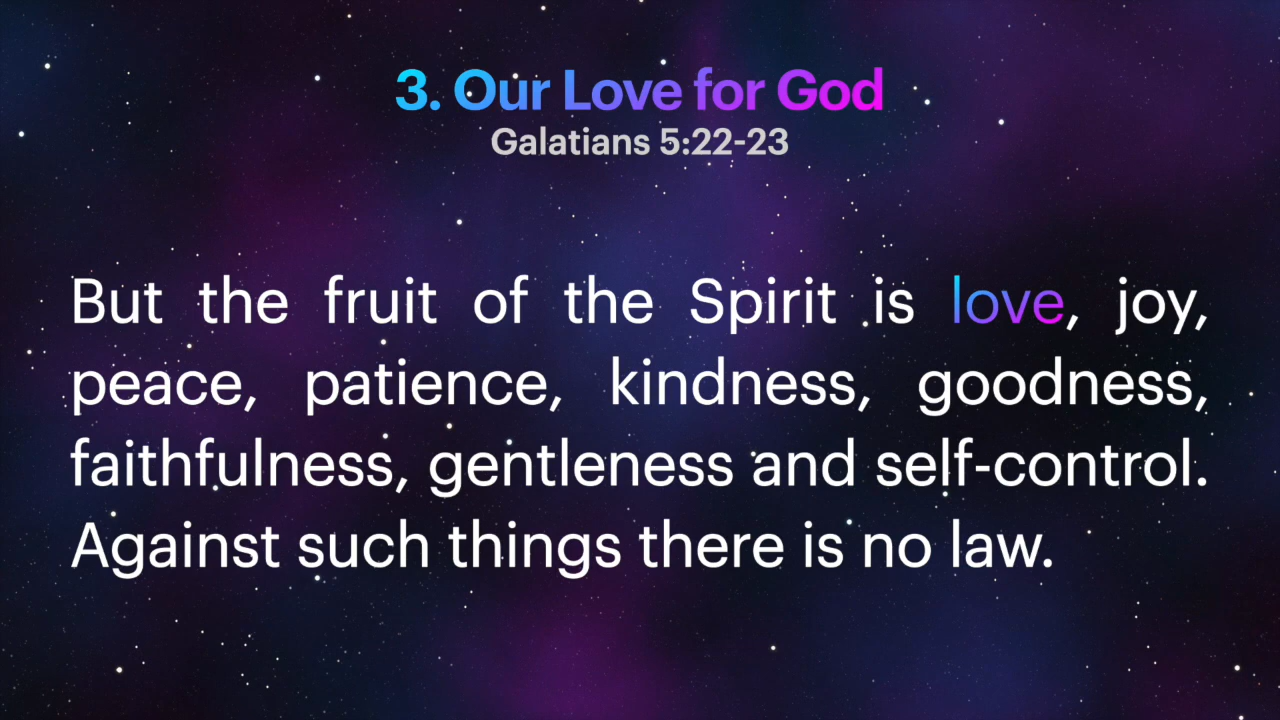 3. Our Love for God
Galatians 5:22-23
But the fruit of the Spirit is love, joy,
peace, patience, kindness, goodness,
faithfulness, gentleness and self-control.
Against such things there is no law.